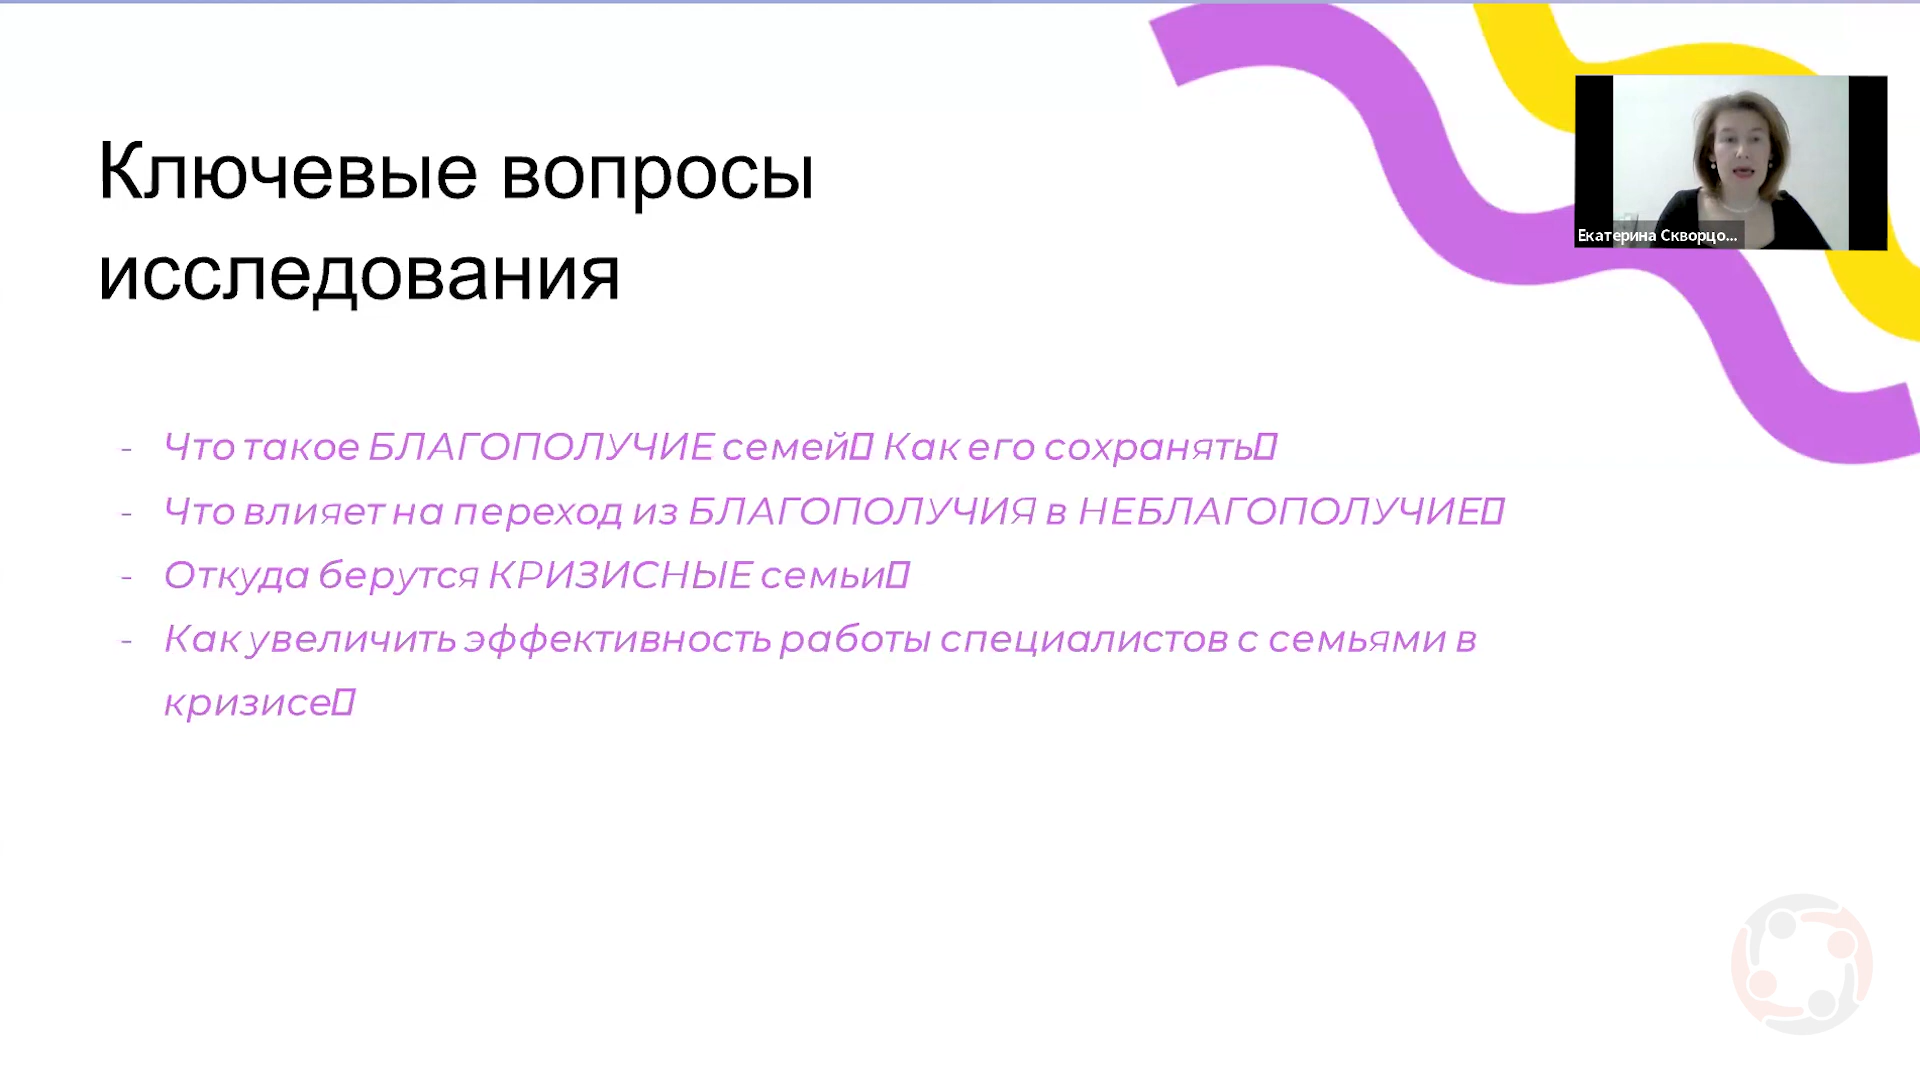 Ключевые вопросы
исследования
Екатерина Скворцо...
- Что такое БЛАГОПОЛУЧИЕ семей▯ Как его сохранять▯
- Что влияет на переход из БЛАГОПОЛУЧИЯ в НЕБЛАГОПОЛУЧИЕ▯
- Откуда берутся КРИЗИСНЫЕ семьи▯
- Как увеличить эффективность работы специалистов с семьями в
кризисе▯